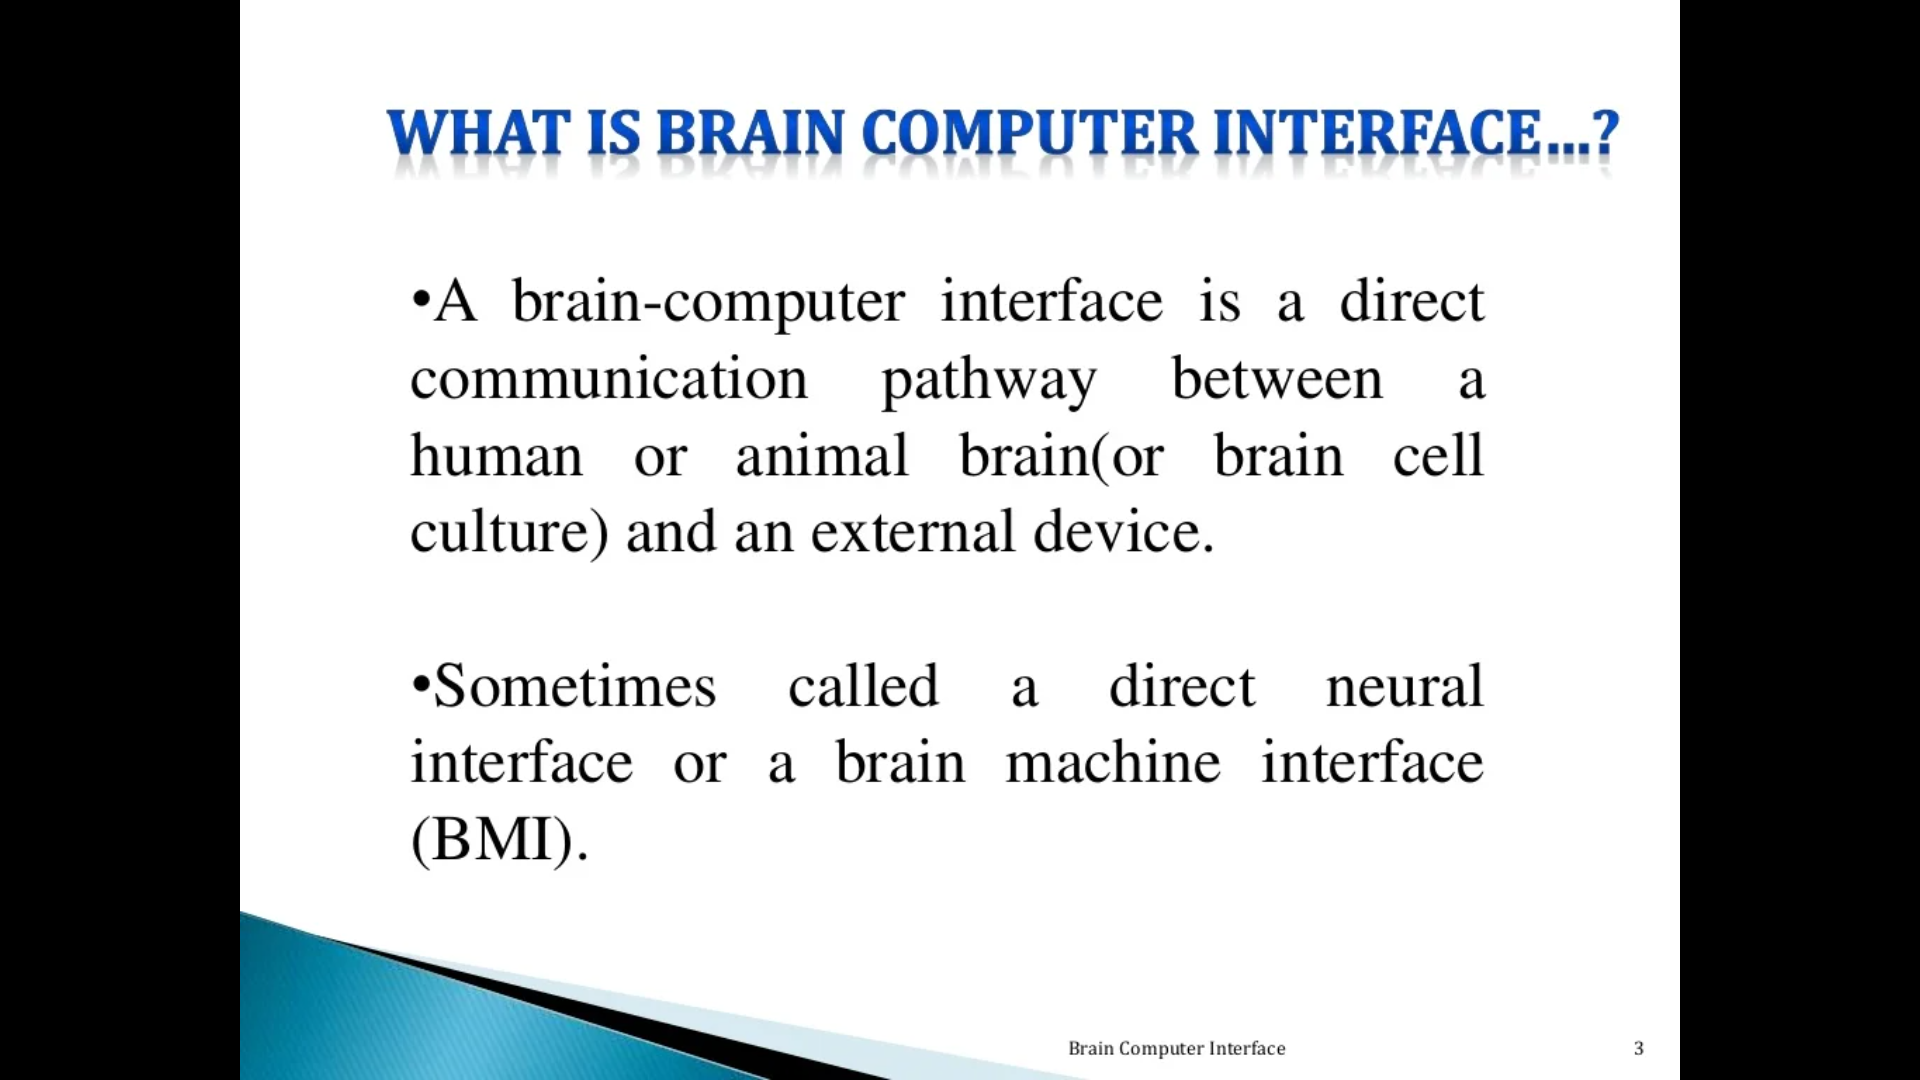 WHAT IS BRAIN COMPUTER INTERFACE...?
•A brain-computer interface is a direct
communication pathway between a
human or animal brain(or brain cell
culture) and an external device.
•Sometimes called a direct neural
interface or a brain machine interface
(BMI).
Brain Computer Interface
3